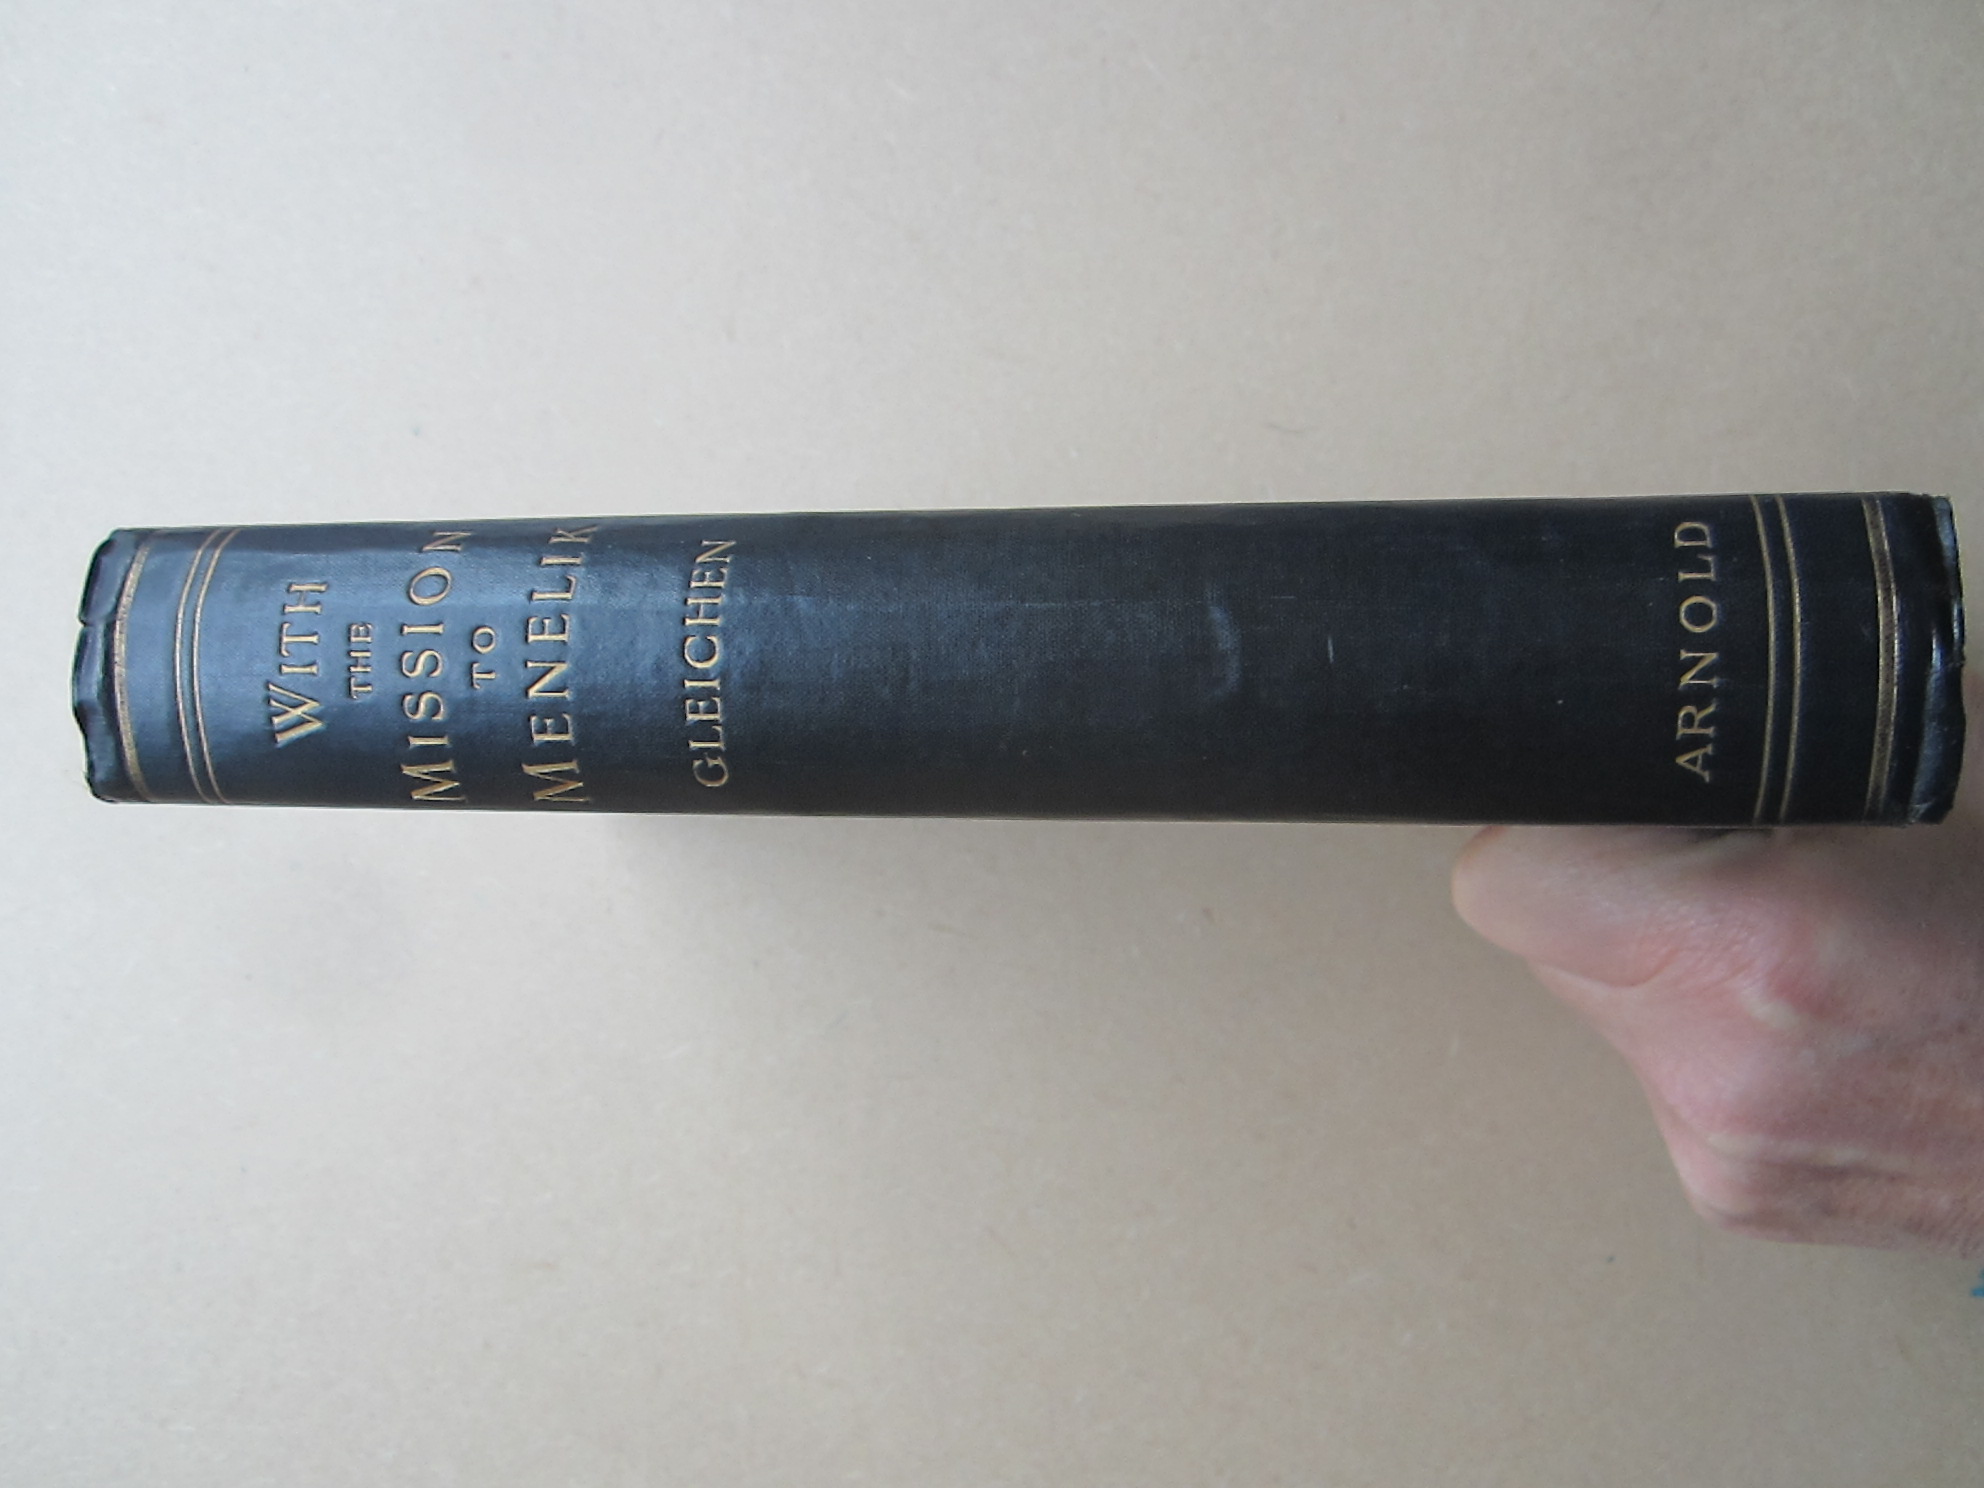 WITH
THE
MISSION
TO
MENELIK
GLEICHEN
ARNOLD